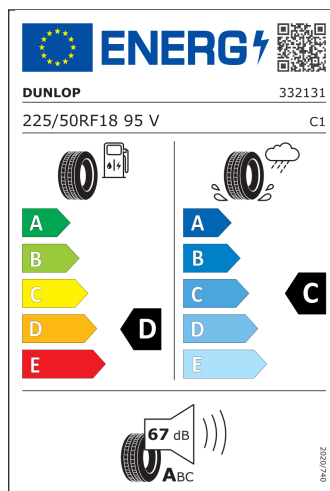 ENERG
DUNLOP 332131
225/50RF18 95 V C1
A A
B B
C C C
D D D
E E
67 dB
ABC
2020/740